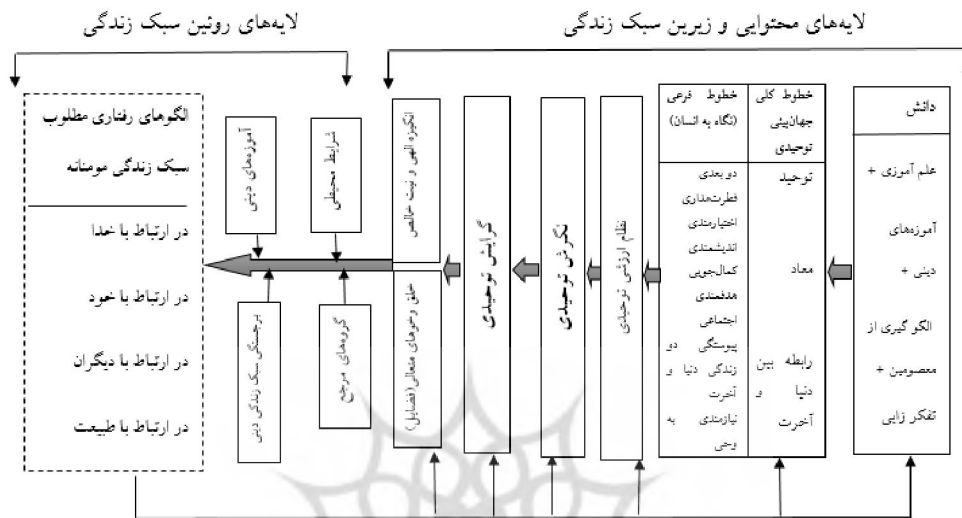 لایه‌های محتوایی و زیرین سبک زندگی
لایه‌های روئین سبک زندگی
دانش
علم آموزی +
آموزه‌های
دینی +
الگو گیری از
معصومین +
تفکر زایی
خطوط کلی
جهان‌بینی
توحیدی
توحید
معاد
رابطه بین
دنیا و
آخرت
خطوط فرعی
(نگاه به انسان)
دو بعدی
فطرت‌مداری
اختیارمندی
اندیشمندی
کمال‌جویی
هدفمندی
اجتماعی
پیوستگی دو
زندگی دنیا و
آخرت
نیازمندی به
وحی
نظام ارزشی توحیدی
نگرش توحیدی
گرایش توحیدی
انگیزه الهی و نیت خالص
خلق و خوهای متعالی(فضایل)
شرایط محیطی
گروه‌های مرجع
آموزه‌های دینی
برجستگی سبک زندگی دینی
الگوهای رفتاری مطلوب
سبک زندگی مومنانه
در ارتباط با خدا
در ارتباط با خود
در ارتباط با دیگران
در ارتباط با طبیعت